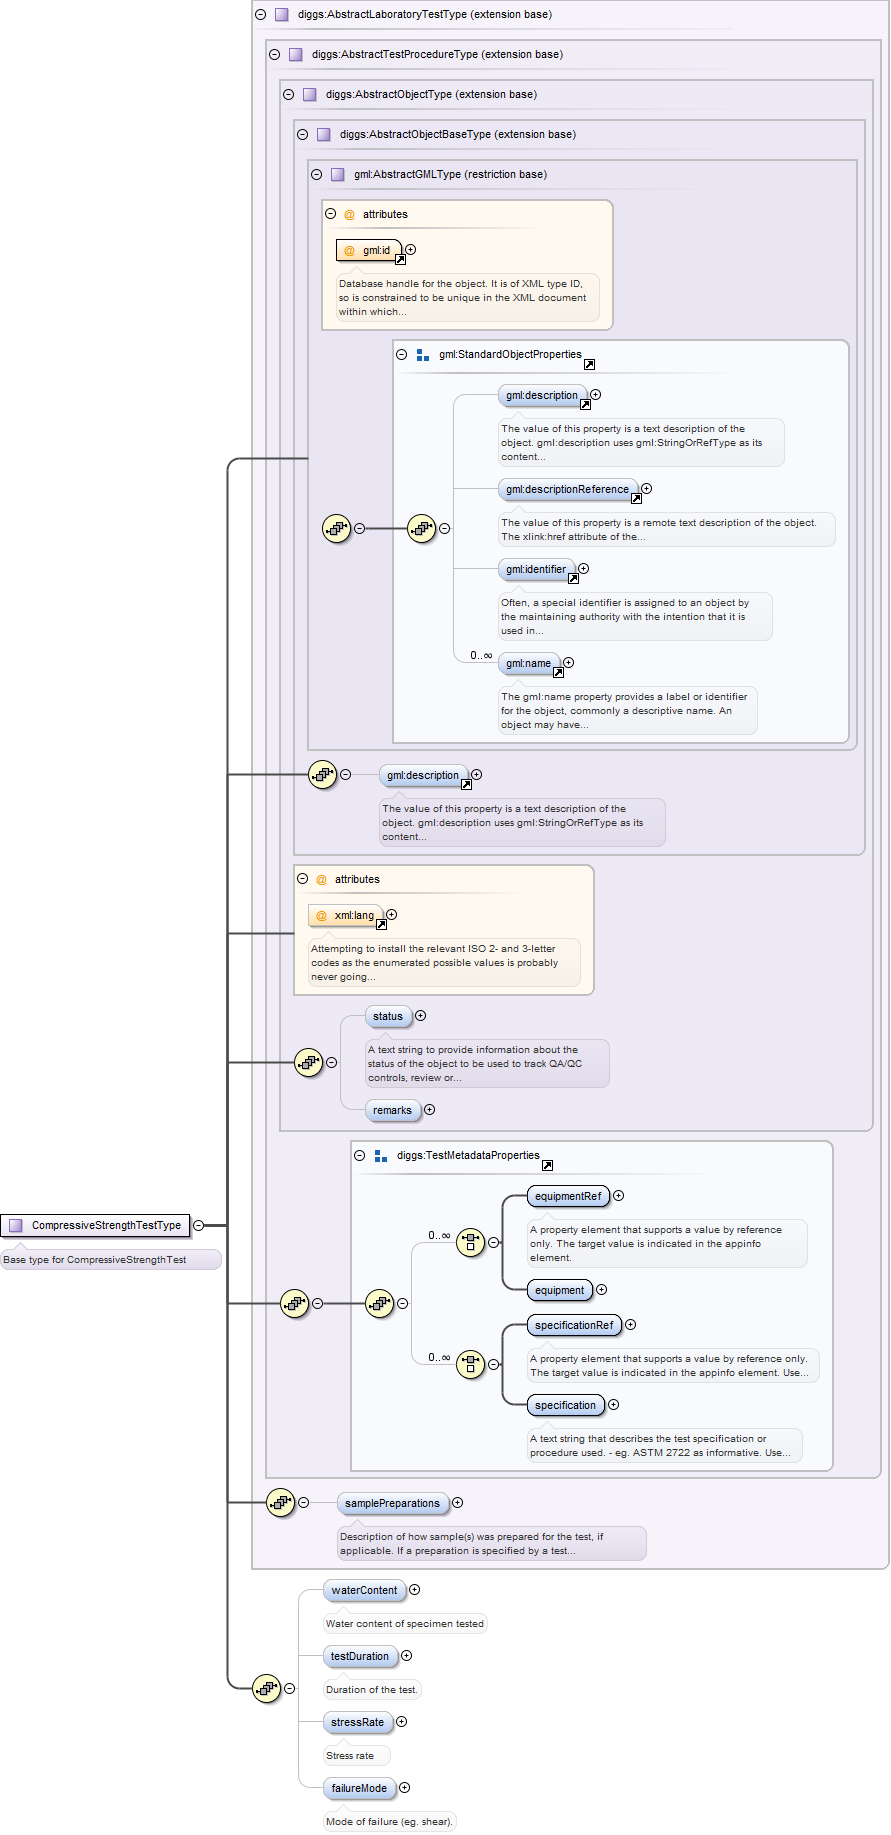 diggs:AbstractLaboratoryTestType (extension base)
diggs:AbstractTestProcedureType (extension base)
diggs:AbstractObjectType (extension base)
diggs:AbstractObjectBaseType (extension base)
gml:AbstractGMLType (restriction base)
@ attributes
@ gml:id
Database handle for the object. It is of XML type ID,
so is constrained to be unique in the XML document
within which...
gml:StandardObjectProperties
gml:description
The value of this property is a text description of the
object. gml:description uses gml:StringOrRefType as its
content...
gml:descriptionReference
The value of this property is a remote text description of the object.
The xlink:href attribute of the...
gml:identifier
Often, a special identifier is assigned to an object by
the maintaining authority with the intention that it is
used in...
0..∞
gml:name
The gml:name property provides a label or identifier
for the object, commonly a descriptive name. An
object may have...
gml:description
The value of this property is a text description of the
object. gml:description uses gml:StringOrRefType as its
content...
@ attributes
@ xml:lang
Attempting to install the relevant ISO 2- and 3-letter
codes as the enumerated possible values is probably
never going...
status
A text string to provide information about the
status of the object to be used to track QA/QC
controls, review or...
remarks
diggs:TestMetadataProperties
equipmentRef
0..∞
A property element that supports a value by reference
only. The target value is indicated in the appinfo
element.
equipment
CompressiveStrengthTestType
Base type for CompressiveStrengthTest
specificationRef
0..∞
A property element that supports a value by reference only.
The target value is indicated in the appinfo element. Use...
specification
A text string that describes the test specification or
procedure used. - eg. ASTM 2722 as informative. Use...
samplePreparations
Description of how sample(s) was prepared for the test, if
applicable. If a preparation is specified by a test...
waterContent
Water content of specimen tested
testDuration
Duration of the test.
stressRate
Stress rate
failureMode
Mode of failure (eg. shear).